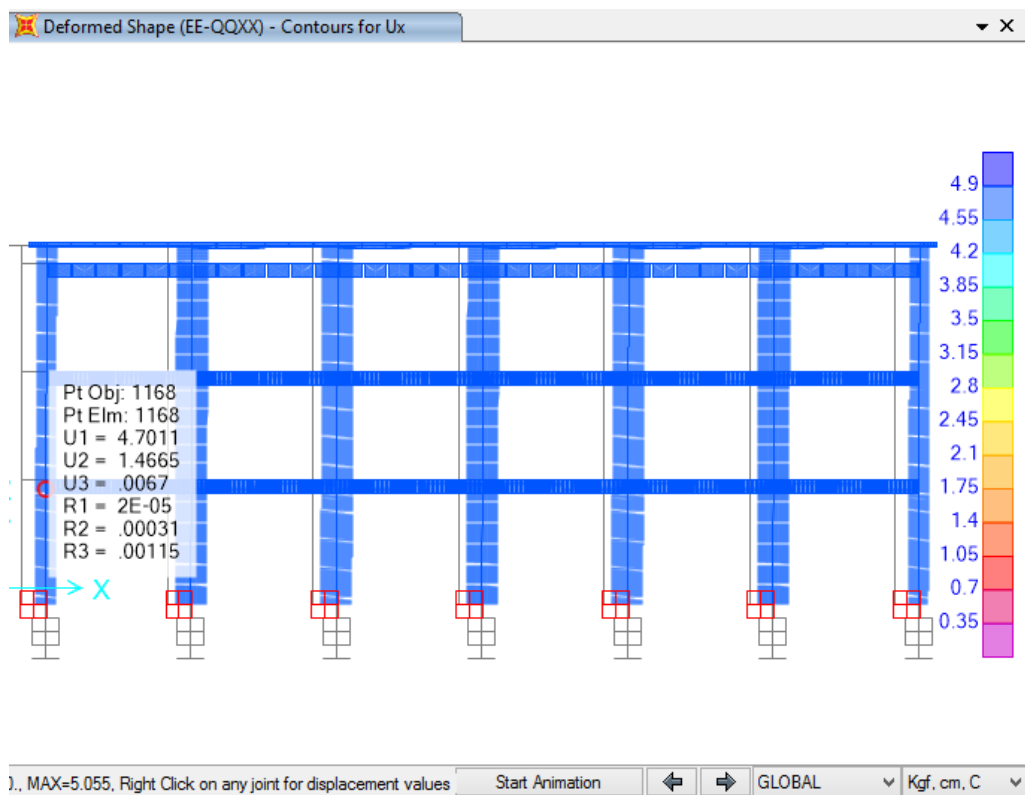 Deformed Shape (EE-QQXX) - Contours for Ux
4.9
4.55
4.2
3.85
3.5
3.15
2.8
2.45
2.1
1.75
1.4
1.05
0.7
0.35
Pt Obj: 1168
Pt Elm: 1168
U1 = 4.7011
U2 = 1.4665
U3 = .0067
R1 = 2E-05
R2 = .00031
R3 = .00115
X
0., MAX=5.055, Right Click on any joint for displacement values
Start Animation
GLOBAL
Kgf, cm, C